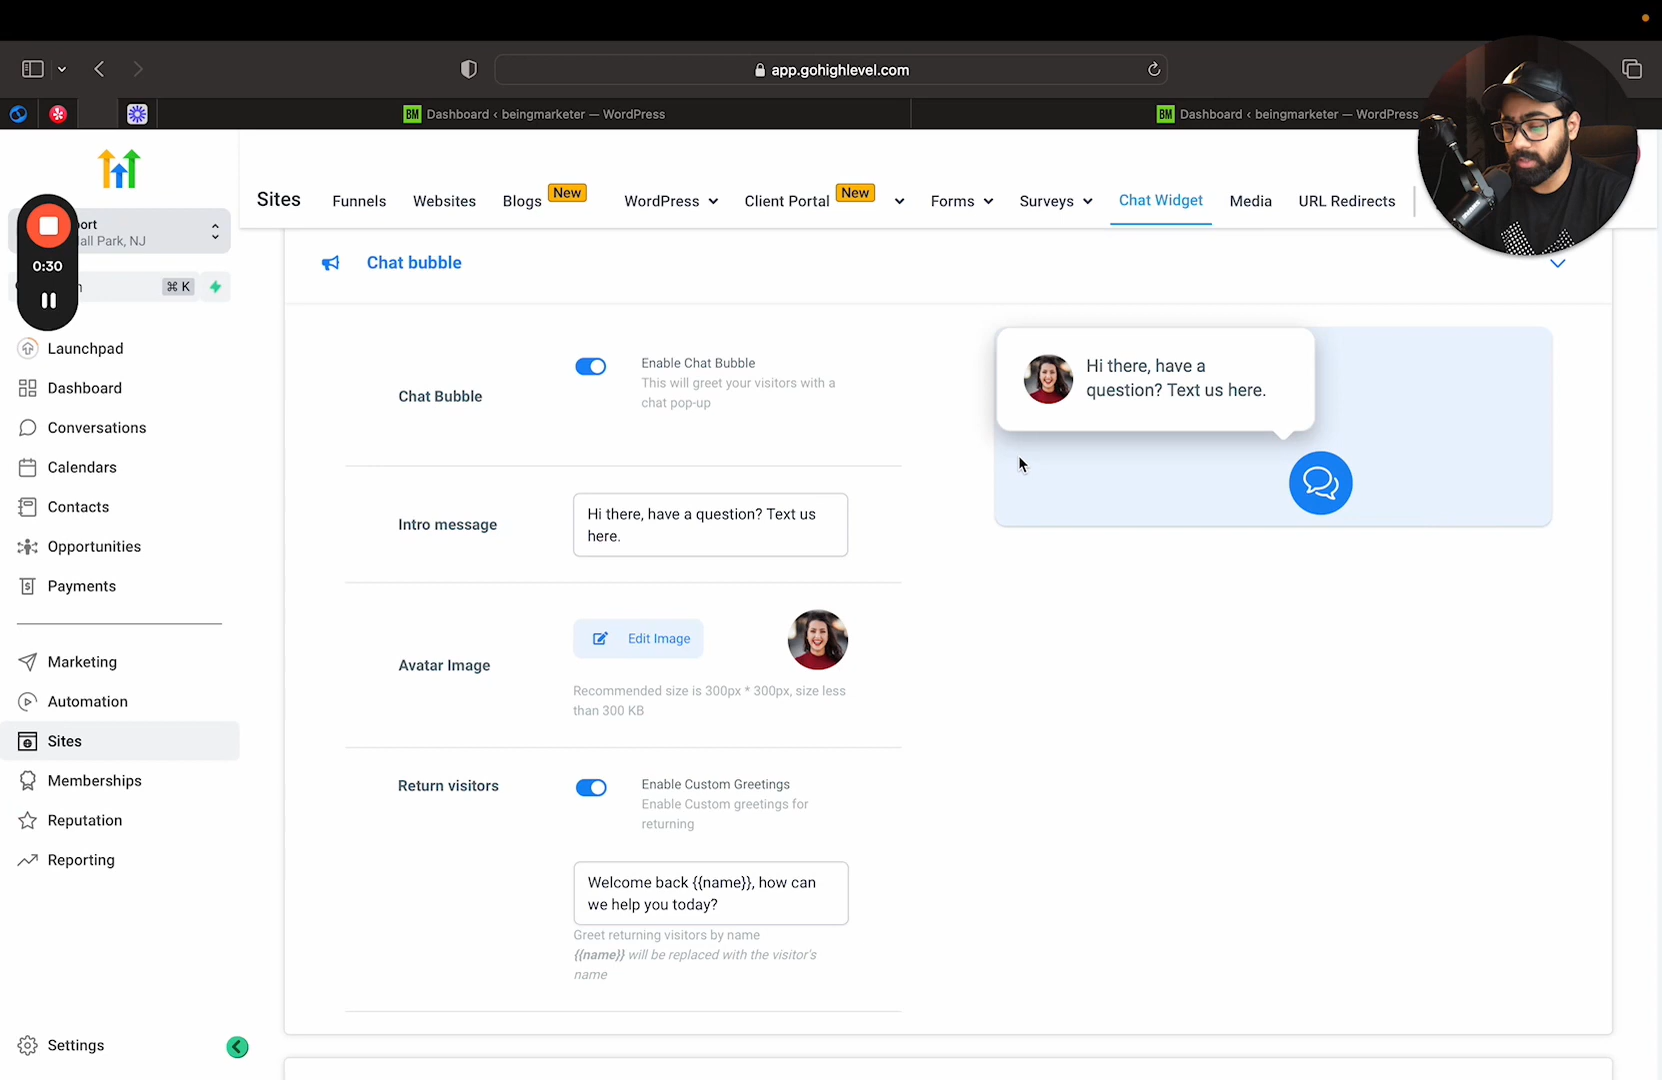 app.gohighlevel.com
BM Dashboard ‹ beingmarketer — WordPress
BM Dashboard ‹ beingmarketer — WordPress
Sites
Funnels
Websites
Blogs
New
WordPress
Client Portal
New
Forms
Surveys
Chat Widget
Media
URL Redirects
all Park, NJ
0:30
⌘ K
Launchpad
Dashboard
Conversations
Calendars
Contacts
Opportunities
Payments
Marketing
Automation
Sites
Memberships
Reputation
Reporting
Settings
Chat bubble
Chat Bubble
Enable Chat Bubble
This will greet your visitors with a
chat pop-up
Intro message
Hi there, have a question? Text us
here.
Avatar Image
Edit Image
Recommended size is 300px * 300px, size less
than 300 KB
Return visitors
Enable Custom Greetings
Enable Custom greetings for
returning
Welcome back {{name}}, how can
we help you today?
Greet returning visitors by name
{{name}} will be replaced with the visitor's
name
Hi there, have a
question? Text us here.